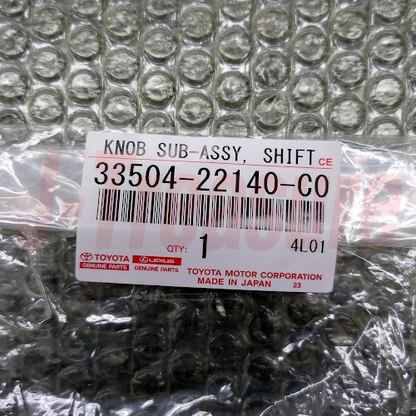 KNOB SUB-ASSY, SHIFT CE
33504-22140-C0
QTY: 1 4L01
TOYOTA LEXUS
GENUINE PARTS GENUINE PARTS
TOYOTA MOTOR CORPORATION
MADE IN JAPAN 23